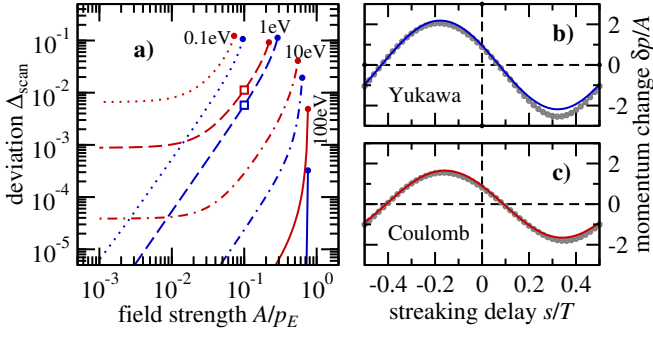 a)
0.1eV
1eV
10eV
100eV
10⁻¹
10⁻²
10⁻³
10⁻⁴
10⁻⁵
deviation Δscan
10⁻³ 10⁻² 10⁻¹ 10⁰
field strength A/pE
b)
Yukawa
2
0
-2
c)
Coulomb
2
0
-2
momentum change δp/A
-0.4 -0.2 0 0.2 0.4
streaking delay s/T